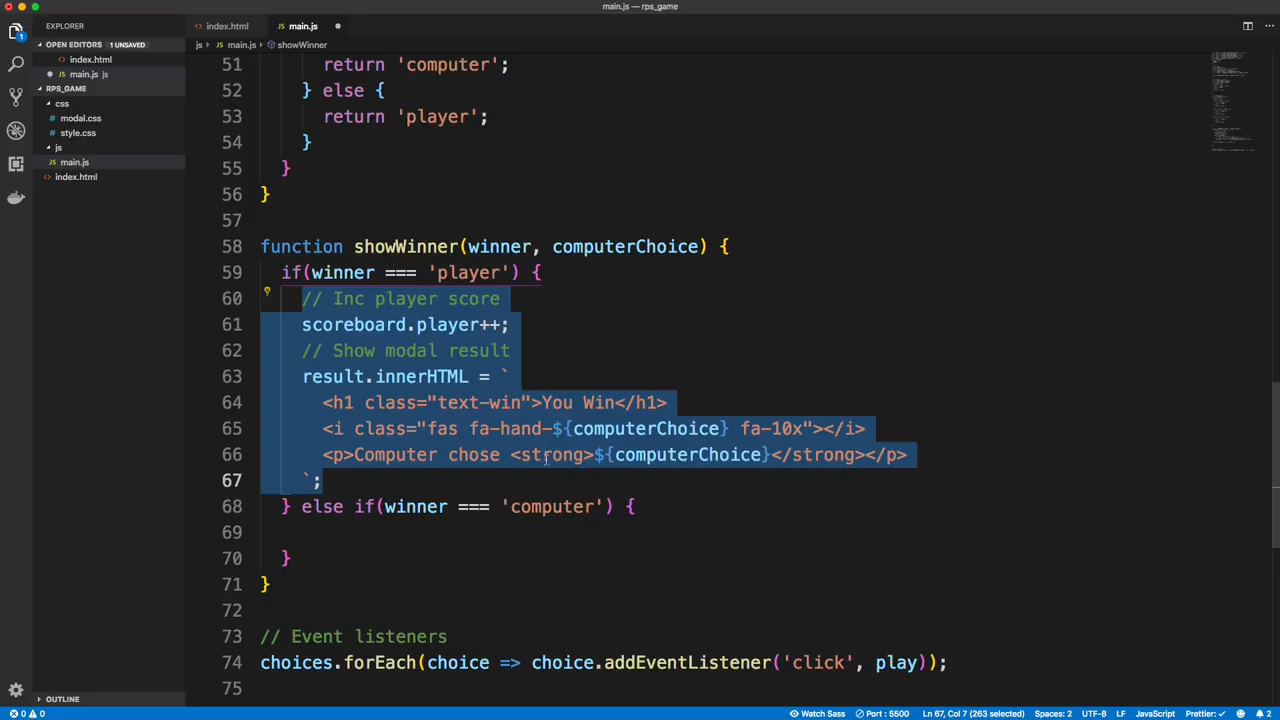 main.js — rps_game
EXPLORER
index.html
main.js
OPEN EDITORS 1 UNSAVED
js
main.js
showWinner
index.html
main.js js
RPS_GAME
css
modal.css
style.css
js
main.js
index.html
51 return 'computer';
52 } else {
53 return 'player';
54 }
55 }
56 }
57
58 function showWinner(winner, computerChoice) {
59 if(winner === 'player') {
60 // Inc player score
61 scoreboard.player++;
62 // Show modal result
63 result.innerHTML = `
64 <h1 class="text-win">You Win</h1>
65 <i class="fas fa-hand-${computerChoice} fa-10x"></i>
66 <p>Computer chose <strong>${computerChoice}</strong></p>
67 `;
68 } else if(winner === 'computer') {
69
70 }
71 }
72
73 // Event listeners
74 choices.forEach(choice => choice.addEventListener('click', play));
75
OUTLINE
0 0
Watch Sass
Port : 5500
Ln 67, Col 7 (263 selected)
Spaces: 2
UTF-8
LF
JavaScript
Prettier: ✓
2
1